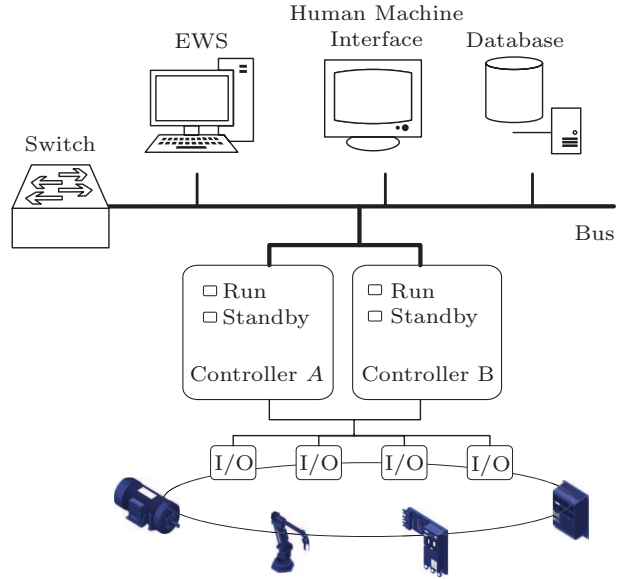 Human Machine
EWS Interface Database
Switch
Bus
Run Run
Standby Standby
Controller A Controller B
I/O I/O I/O I/O